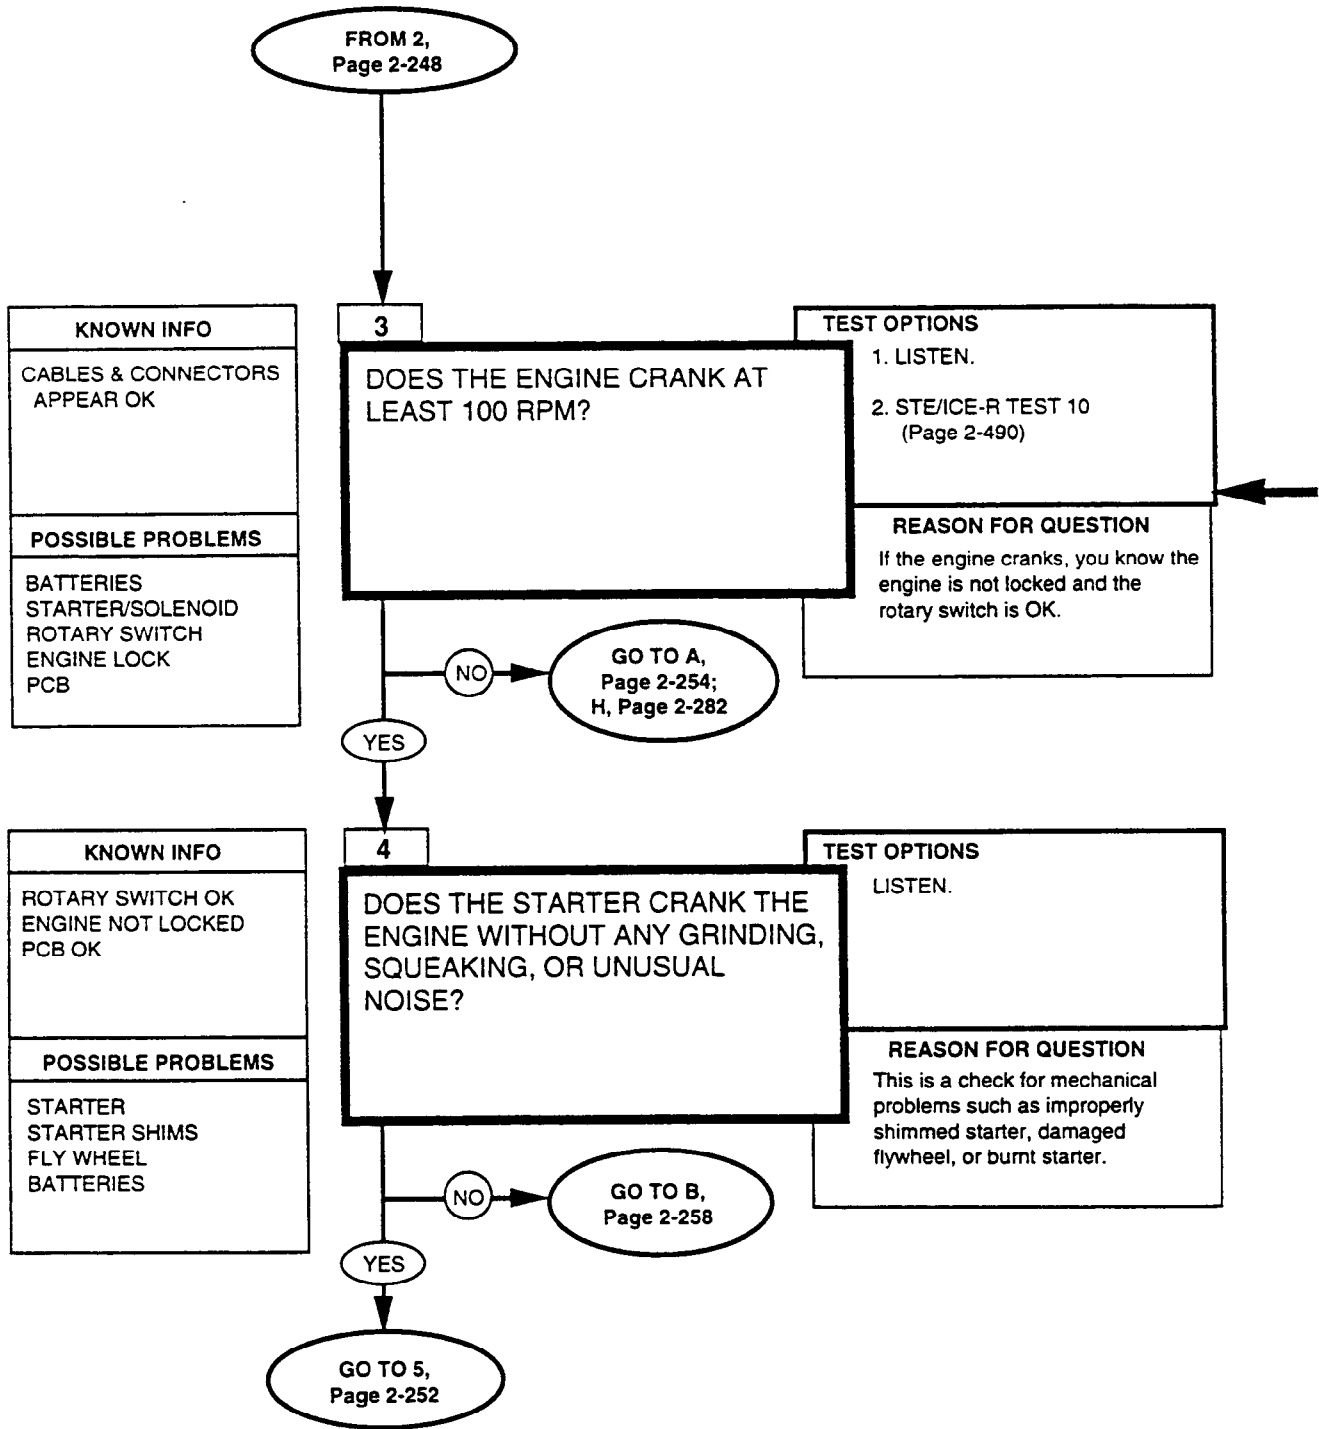 FROM 2,
Page 2-248
KNOWN INFO
CABLES & CONNECTORS
APPEAR OK
POSSIBLE PROBLEMS
BATTERIES
STARTER/SOLENOID
ROTARY SWITCH
ENGINE LOCK
PCB
3
DOES THE ENGINE CRANK AT
LEAST 100 RPM?
TEST OPTIONS
1. LISTEN.
2. STE/ICE-R TEST 10
(Page 2-490)
REASON FOR QUESTION
If the engine cranks, you know the
engine is not locked and the
rotary switch is OK.
NO
GO TO A,
Page 2-254;
H, Page 2-282
YES
KNOWN INFO
ROTARY SWITCH OK
ENGINE NOT LOCKED
PCB OK
POSSIBLE PROBLEMS
STARTER
STARTER SHIMS
FLY WHEEL
BATTERIES
4
DOES THE STARTER CRANK THE
ENGINE WITHOUT ANY GRINDING,
SQUEAKING, OR UNUSUAL
NOISE?
TEST OPTIONS
LISTEN.
REASON FOR QUESTION
This is a check for mechanical
problems such as improperly
shimmed starter, damaged
flywheel, or burnt starter.
NO
GO TO B,
Page 2-258
YES
GO TO 5,
Page 2-252